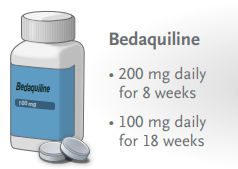 Bedaquiline
• 200 mg daily
for 8 weeks
• 100 mg daily
for 18 weeks
Bedaquiline
100 mg